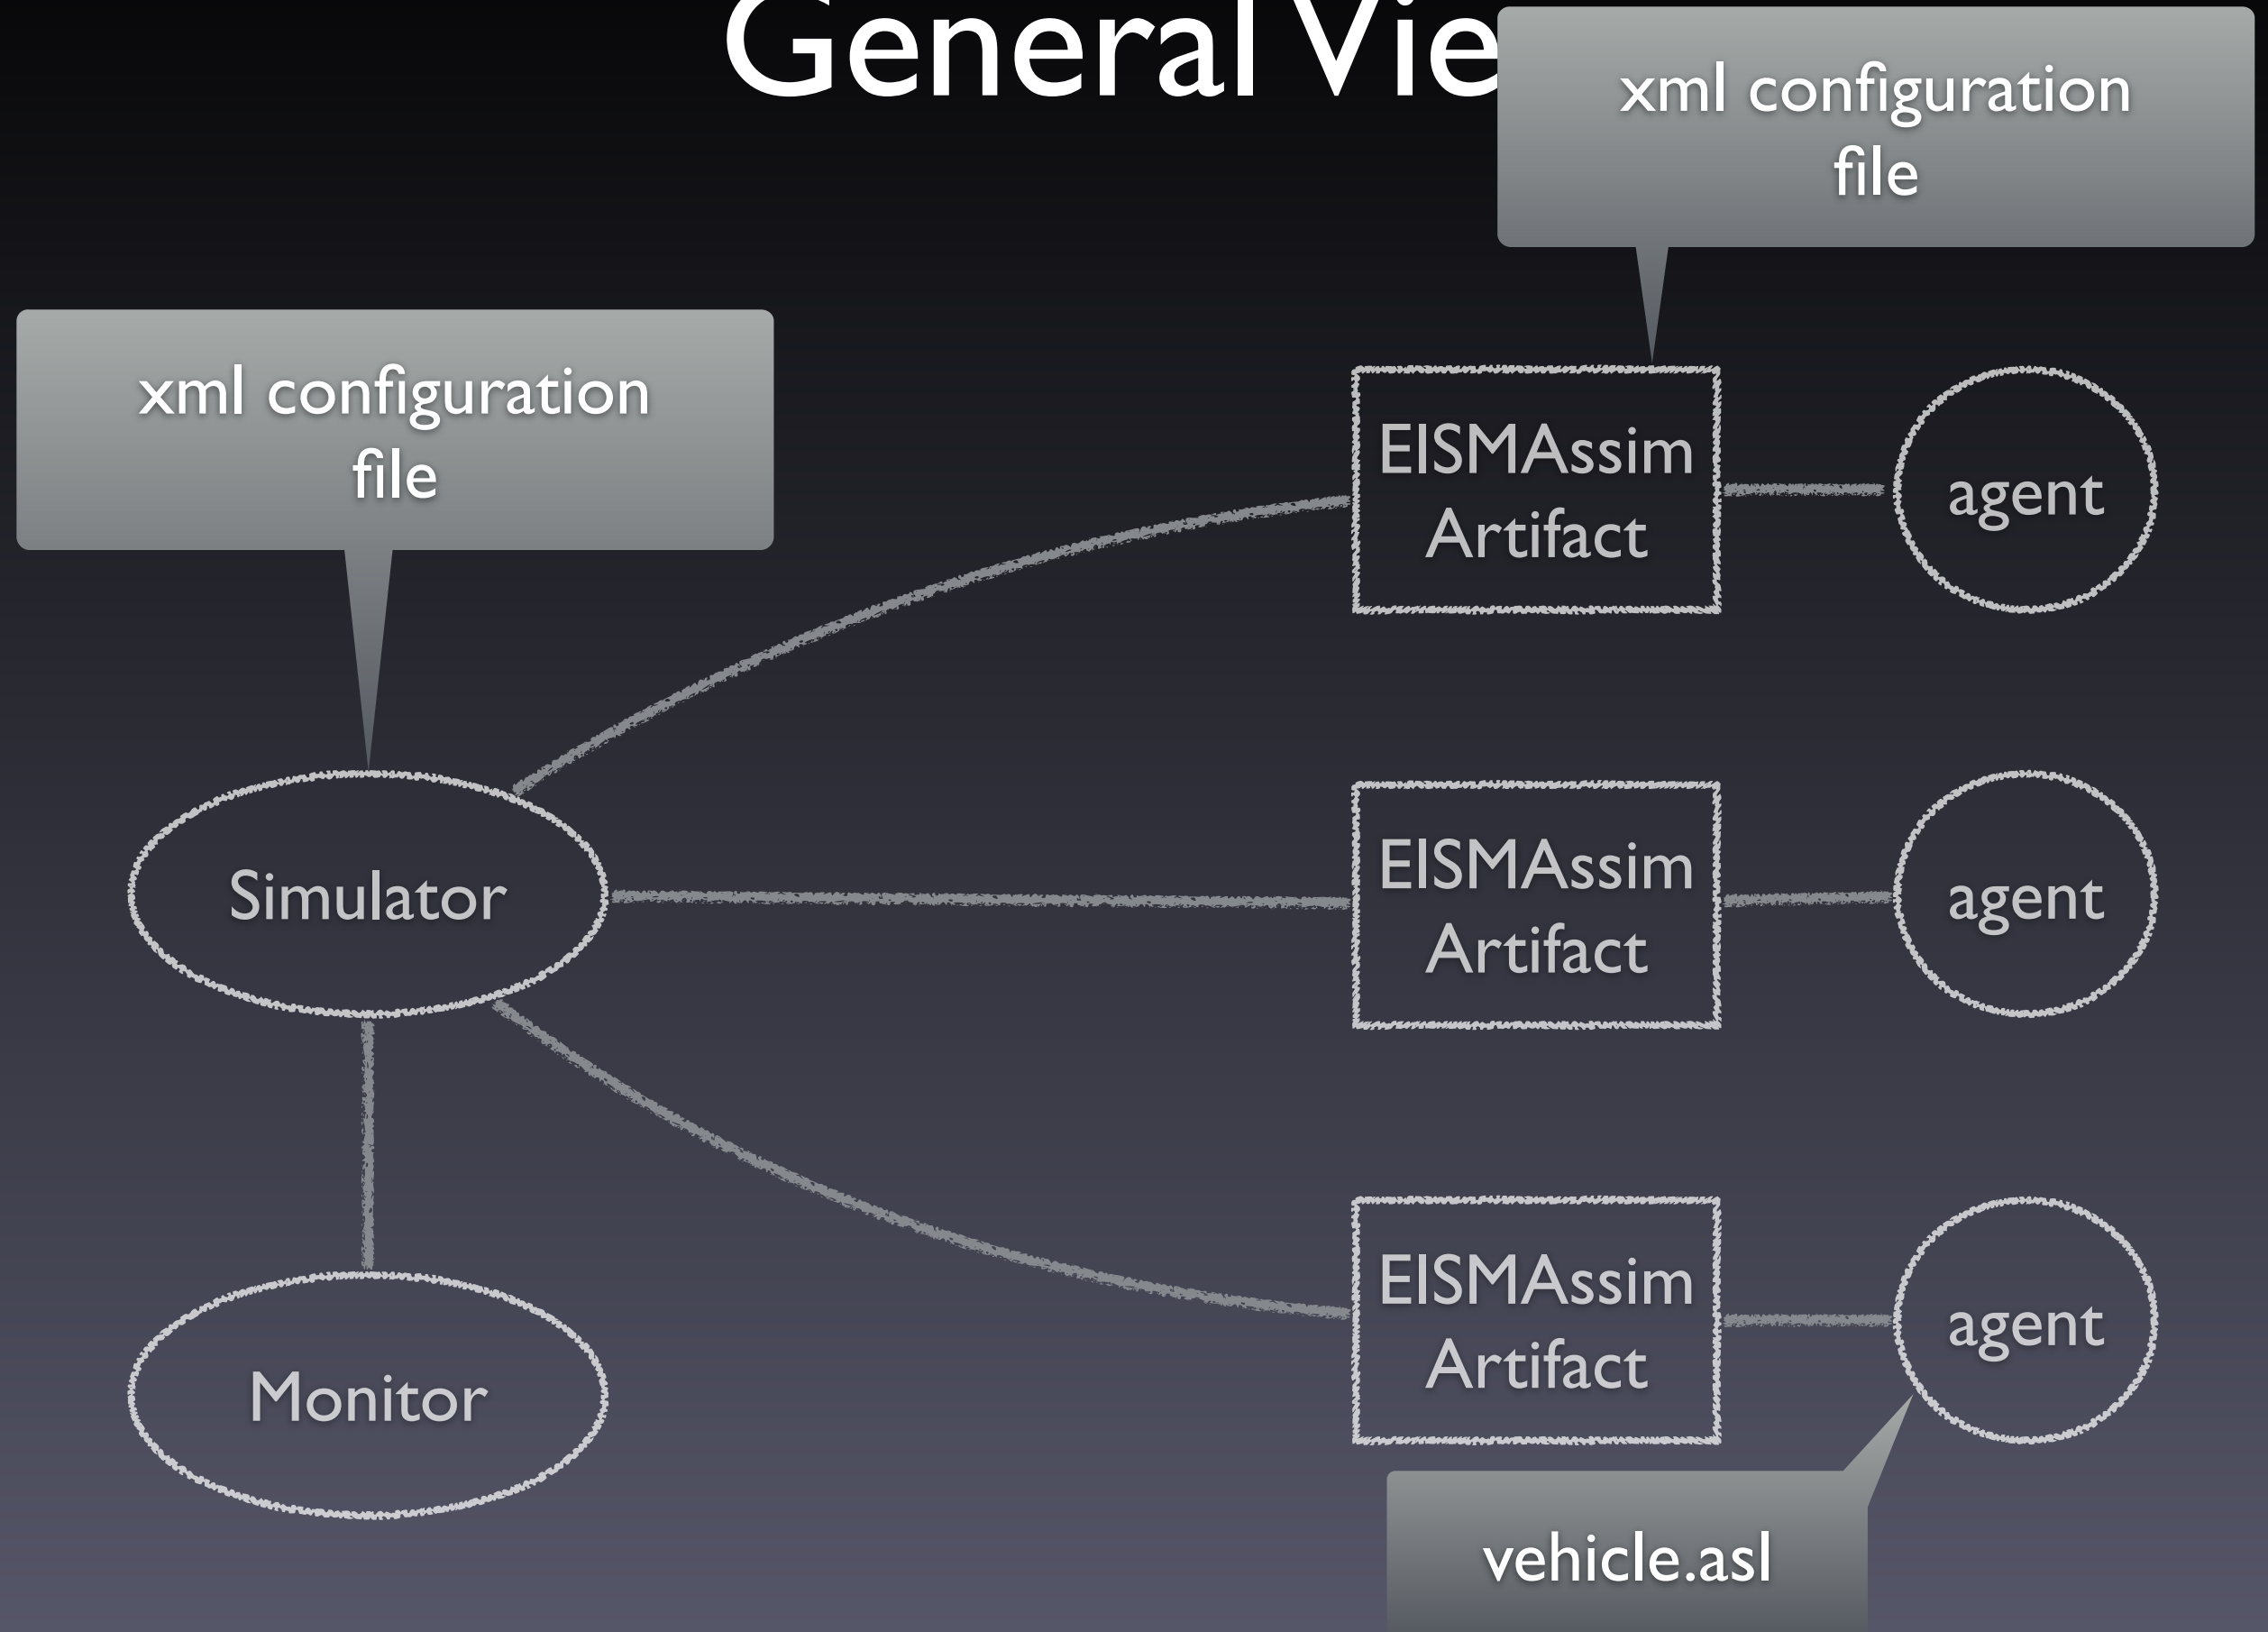 General Vie
xml configuration
file
xml configuration
file
EISMAssim
Artifact
agent
Simulator
EISMAssim
Artifact
agent
Monitor
EISMAssim
Artifact
agent
vehicle.asl